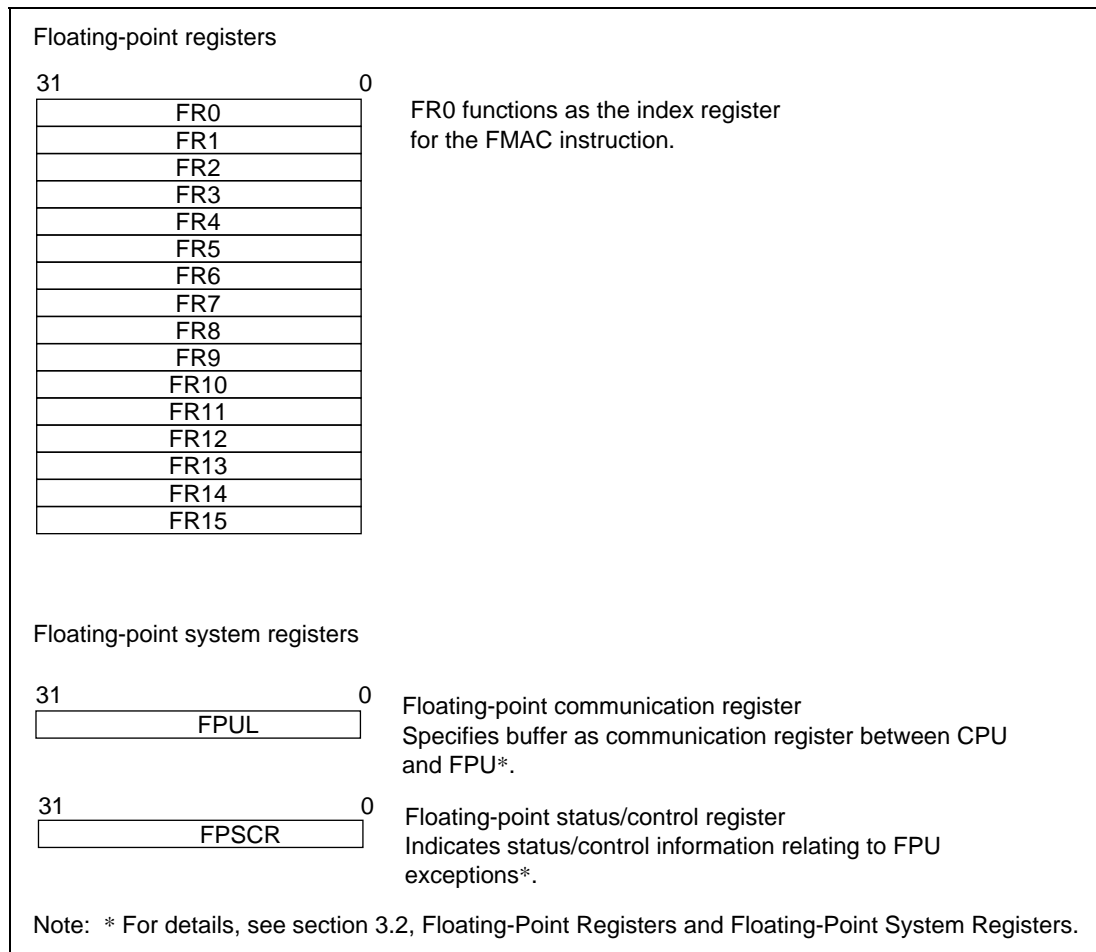 Floating-point registers
31 0
FR0
FR0 functions as the index register
for the FMAC instruction.
FR1
FR2
FR3
FR4
FR5
FR6
FR7
FR8
FR9
FR10
FR11
FR12
FR13
FR14
FR15
Floating-point system registers
31 0
FPUL
Floating-point communication register
Specifies buffer as communication register between CPU
and FPU*.
31 0
FPSCR
Floating-point status/control register
Indicates status/control information relating to FPU
exceptions*.
Note: * For details, see section 3.2, Floating-Point Registers and Floating-Point System Registers.